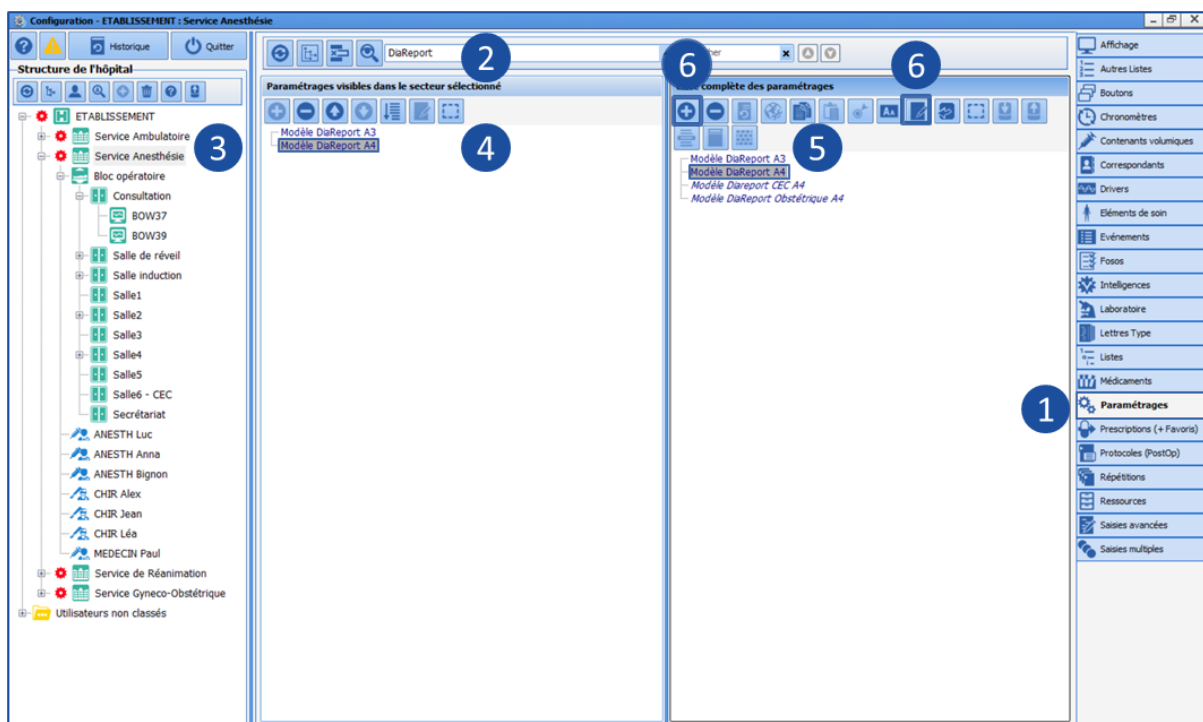 Configuration - ETABLISSEMENT : Service Anesthésie
Historique
Quitter
Structure de l'hôpital
ETABLISSEMENT
Service Ambulatoire
3
Service Anesthésie
Bloc opératoire
Consultation
BOW37
BOW39
Salle de réveil
Salle induction
Salle1
Salle2
Salle3
Salle4
Salle5
Salle6 - CEC
Secrétariat
ANESTH Luc
ANESTH Anna
ANESTH Bignon
CHIR Alex
CHIR Jean
CHIR Léa
MEDECIN Paul
Service de Réanimation
Service Gyneco-Obstétrique
Utilisateurs non classés
DiaReport
2
6
6
Paramétrages visibles dans le secteur sélectionné
4
Modèle DiaReport A3
Modèle DiaReport A4
complète des paramétrages
Aa
5
Modèle DiaReport A3
Modèle DiaReport A4
Modèle Diareport CEC A4
Modèle DiaReport Obstétrique A4
Affichage
Autres Listes
Boutons
Chronomètres
Contenants volumiques
Correspondants
Drivers
Eléments de soin
Evénements
Fosos
Intelligences
Laboratoire
Lettres Type
Listes
Médicaments
1
Paramétrages
Prescriptions (+ Favoris)
Protocoles (PostOp)
Répétitions
Ressources
Saisies avancées
Saisies multiples